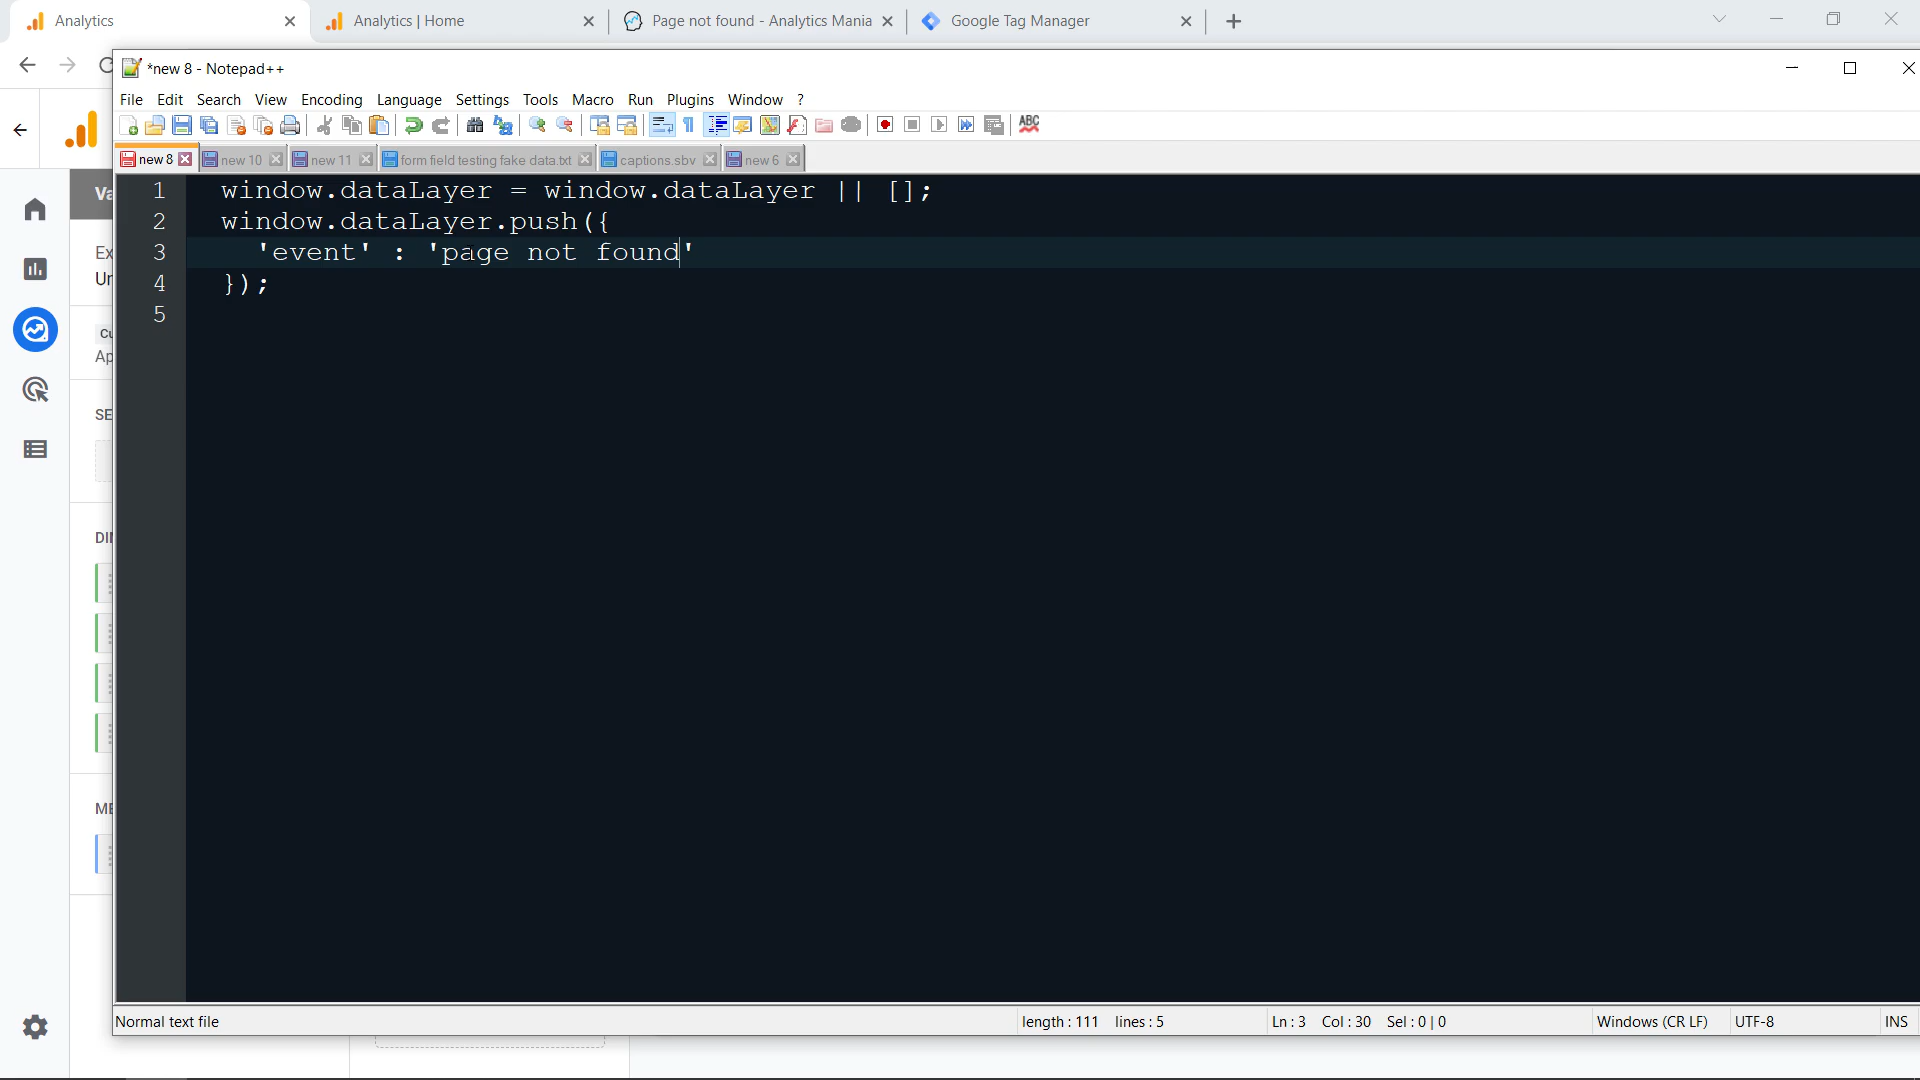 Analytics
Analytics | Home
Page not found - Analytics Mania
Google Tag Manager
*new 8 - Notepad++
File Edit Search View Encoding Language Settings Tools Macro Run Plugins Window ?
ABC
new 8
new 10
new 11
form field testing fake data.txt
captions.sbv
new 6
1 window.dataLayer = window.dataLayer || [];
2 window.dataLayer.push({
3 'event' : 'page not found'
4 });
5
Va
Ex
Ur
Cu
Ap
SE
DI
ME
Normal text file
length : 111 lines : 5
Ln : 3 Col : 30 Sel : 0 | 0
Windows (CR LF)
UTF-8
INS